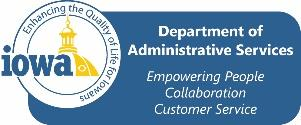 Enhancing the Quality of Life for Iowans
iowa
Department of
Administrative Services
Empowering People
Collaboration
Customer Service